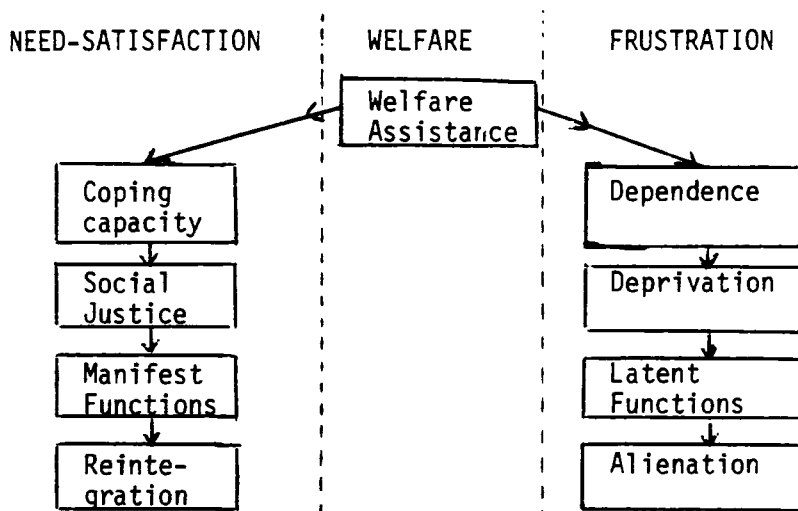 NEED-SATISFACTION
WELFARE
FRUSTRATION
Welfare
Assistance
Coping
capacity
Social
Justice
Manifest
Functions
Reinte-
gration
Dependence
Deprivation
Latent
Functions
Alienation